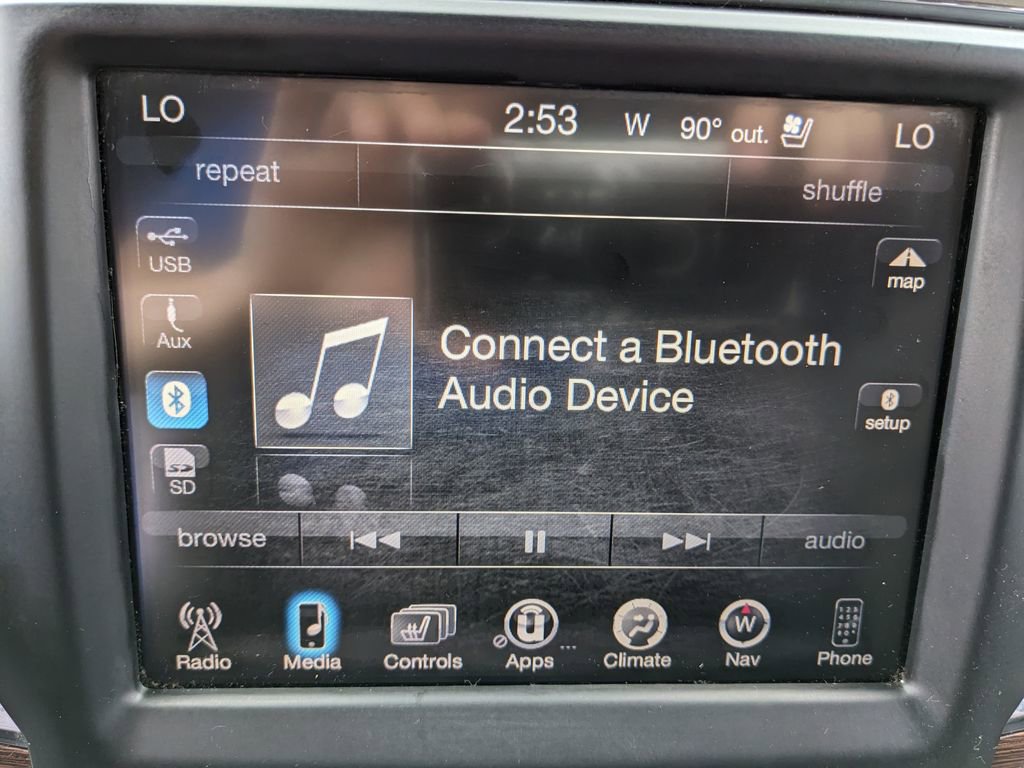 LO 2:53 W 90° out. LO
repeat shuffle
USB
map
Aux
Connect a Bluetooth
Audio Device
setup
SD
browse audio
Radio Media Controls Apps ... Climate W Nav Phone